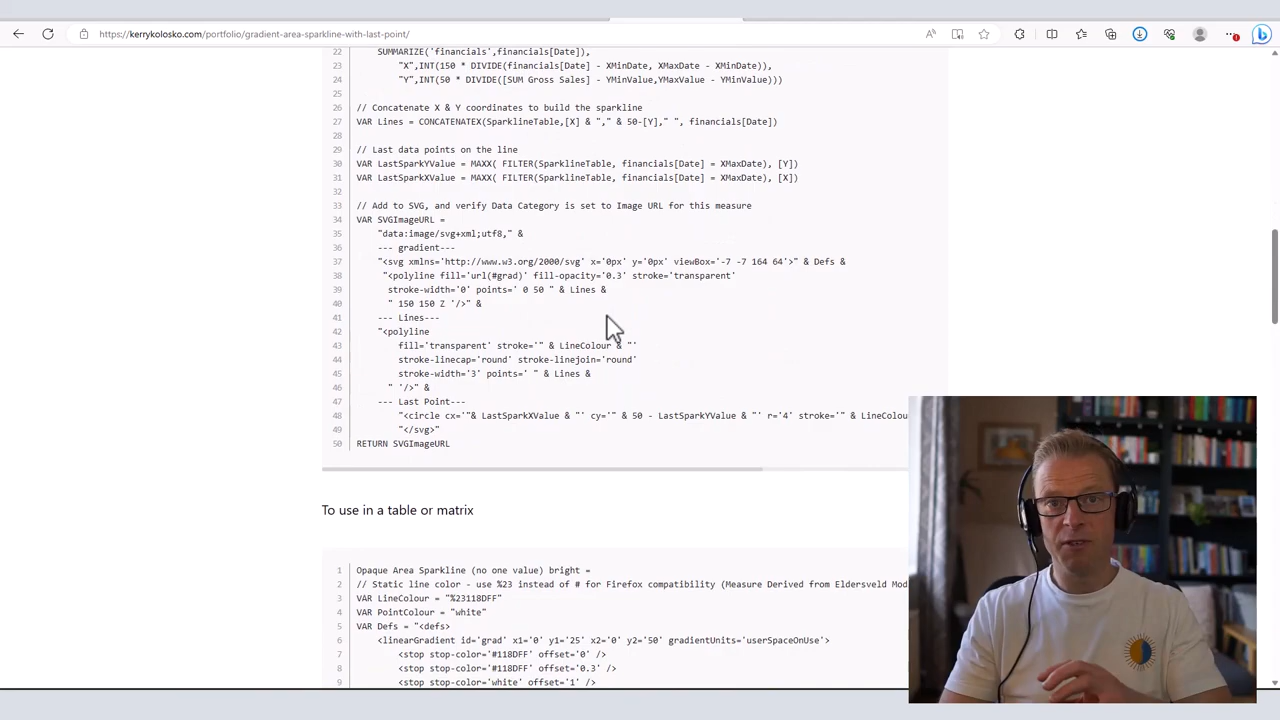 https://kerrykolosko.com/portfolio/gradient-area-sparkline-with-last-point/
22 SUMMARIZE('financials',financials[Date]),
23 "X",INT(150 * DIVIDE(financials[Date] - XMinDate, XMaxDate - XMinDate)),
24 "Y",INT(50 * DIVIDE([SUM Gross Sales] - YMinValue,YMaxValue - YMinValue)))
25
26 // Concatenate X & Y coordinates to build the sparkline
27 VAR Lines = CONCATENATEX(SparklineTable,[X] & "," & 50-[Y]," ", financials[Date])
28
29 // Last data points on the line
30 VAR LastSparkYValue = MAXX( FILTER(SparklineTable, financials[Date] = XMaxDate), [Y])
31 VAR LastSparkXValue = MAXX( FILTER(SparklineTable, financials[Date] = XMaxDate), [X])
32
33 // Add to SVG, and verify Data Category is set to Image URL for this measure
34 VAR SVGImageURL =
35 "data:image/svg+xml;utf8," &
36 --- gradient---
37 "<svg xmlns='http://www.w3.org/2000/svg' x='0px' y='0px' viewBox='-7 -7 164 64'>" & Defs &
38 "<polyline fill='url(#grad)' fill-opacity='0.3' stroke='transparent'
39 stroke-width='0' points=' 0 50 " & Lines &
40 " 150 150 Z '/>" &
41 --- Lines---
42 "<polyline
43 fill='transparent' stroke='" & LineColour & "'
44 stroke-linecap='round' stroke-linejoin='round'
45 stroke-width='3' points=' " & Lines &
46 " '/>" &
47 --- Last Point---
48 "<circle cx='"& LastSparkXValue & "' cy='" & 50 - LastSparkYValue & "' r='4' stroke='" & LineColou
49 "</svg>"
50 RETURN SVGImageURL
To use in a table or matrix
1 Opaque Area Sparkline (no one value) bright =
2 // Static line color - use %23 instead of # for Firefox compatibility (Measure Derived from Eldersveld Mod
3 VAR LineColour = "%23118DFF"
4 VAR PointColour = "white"
5 VAR Defs = "<defs>
6 <linearGradient id='grad' x1='0' y1='25' x2='0' y2='50' gradientUnits='userSpaceOnUse'>
7 <stop stop-color='#118DFF' offset='0' />
8 <stop stop-color='#118DFF' offset='0.3' />
9 <stop stop-color='white' offset='1' />